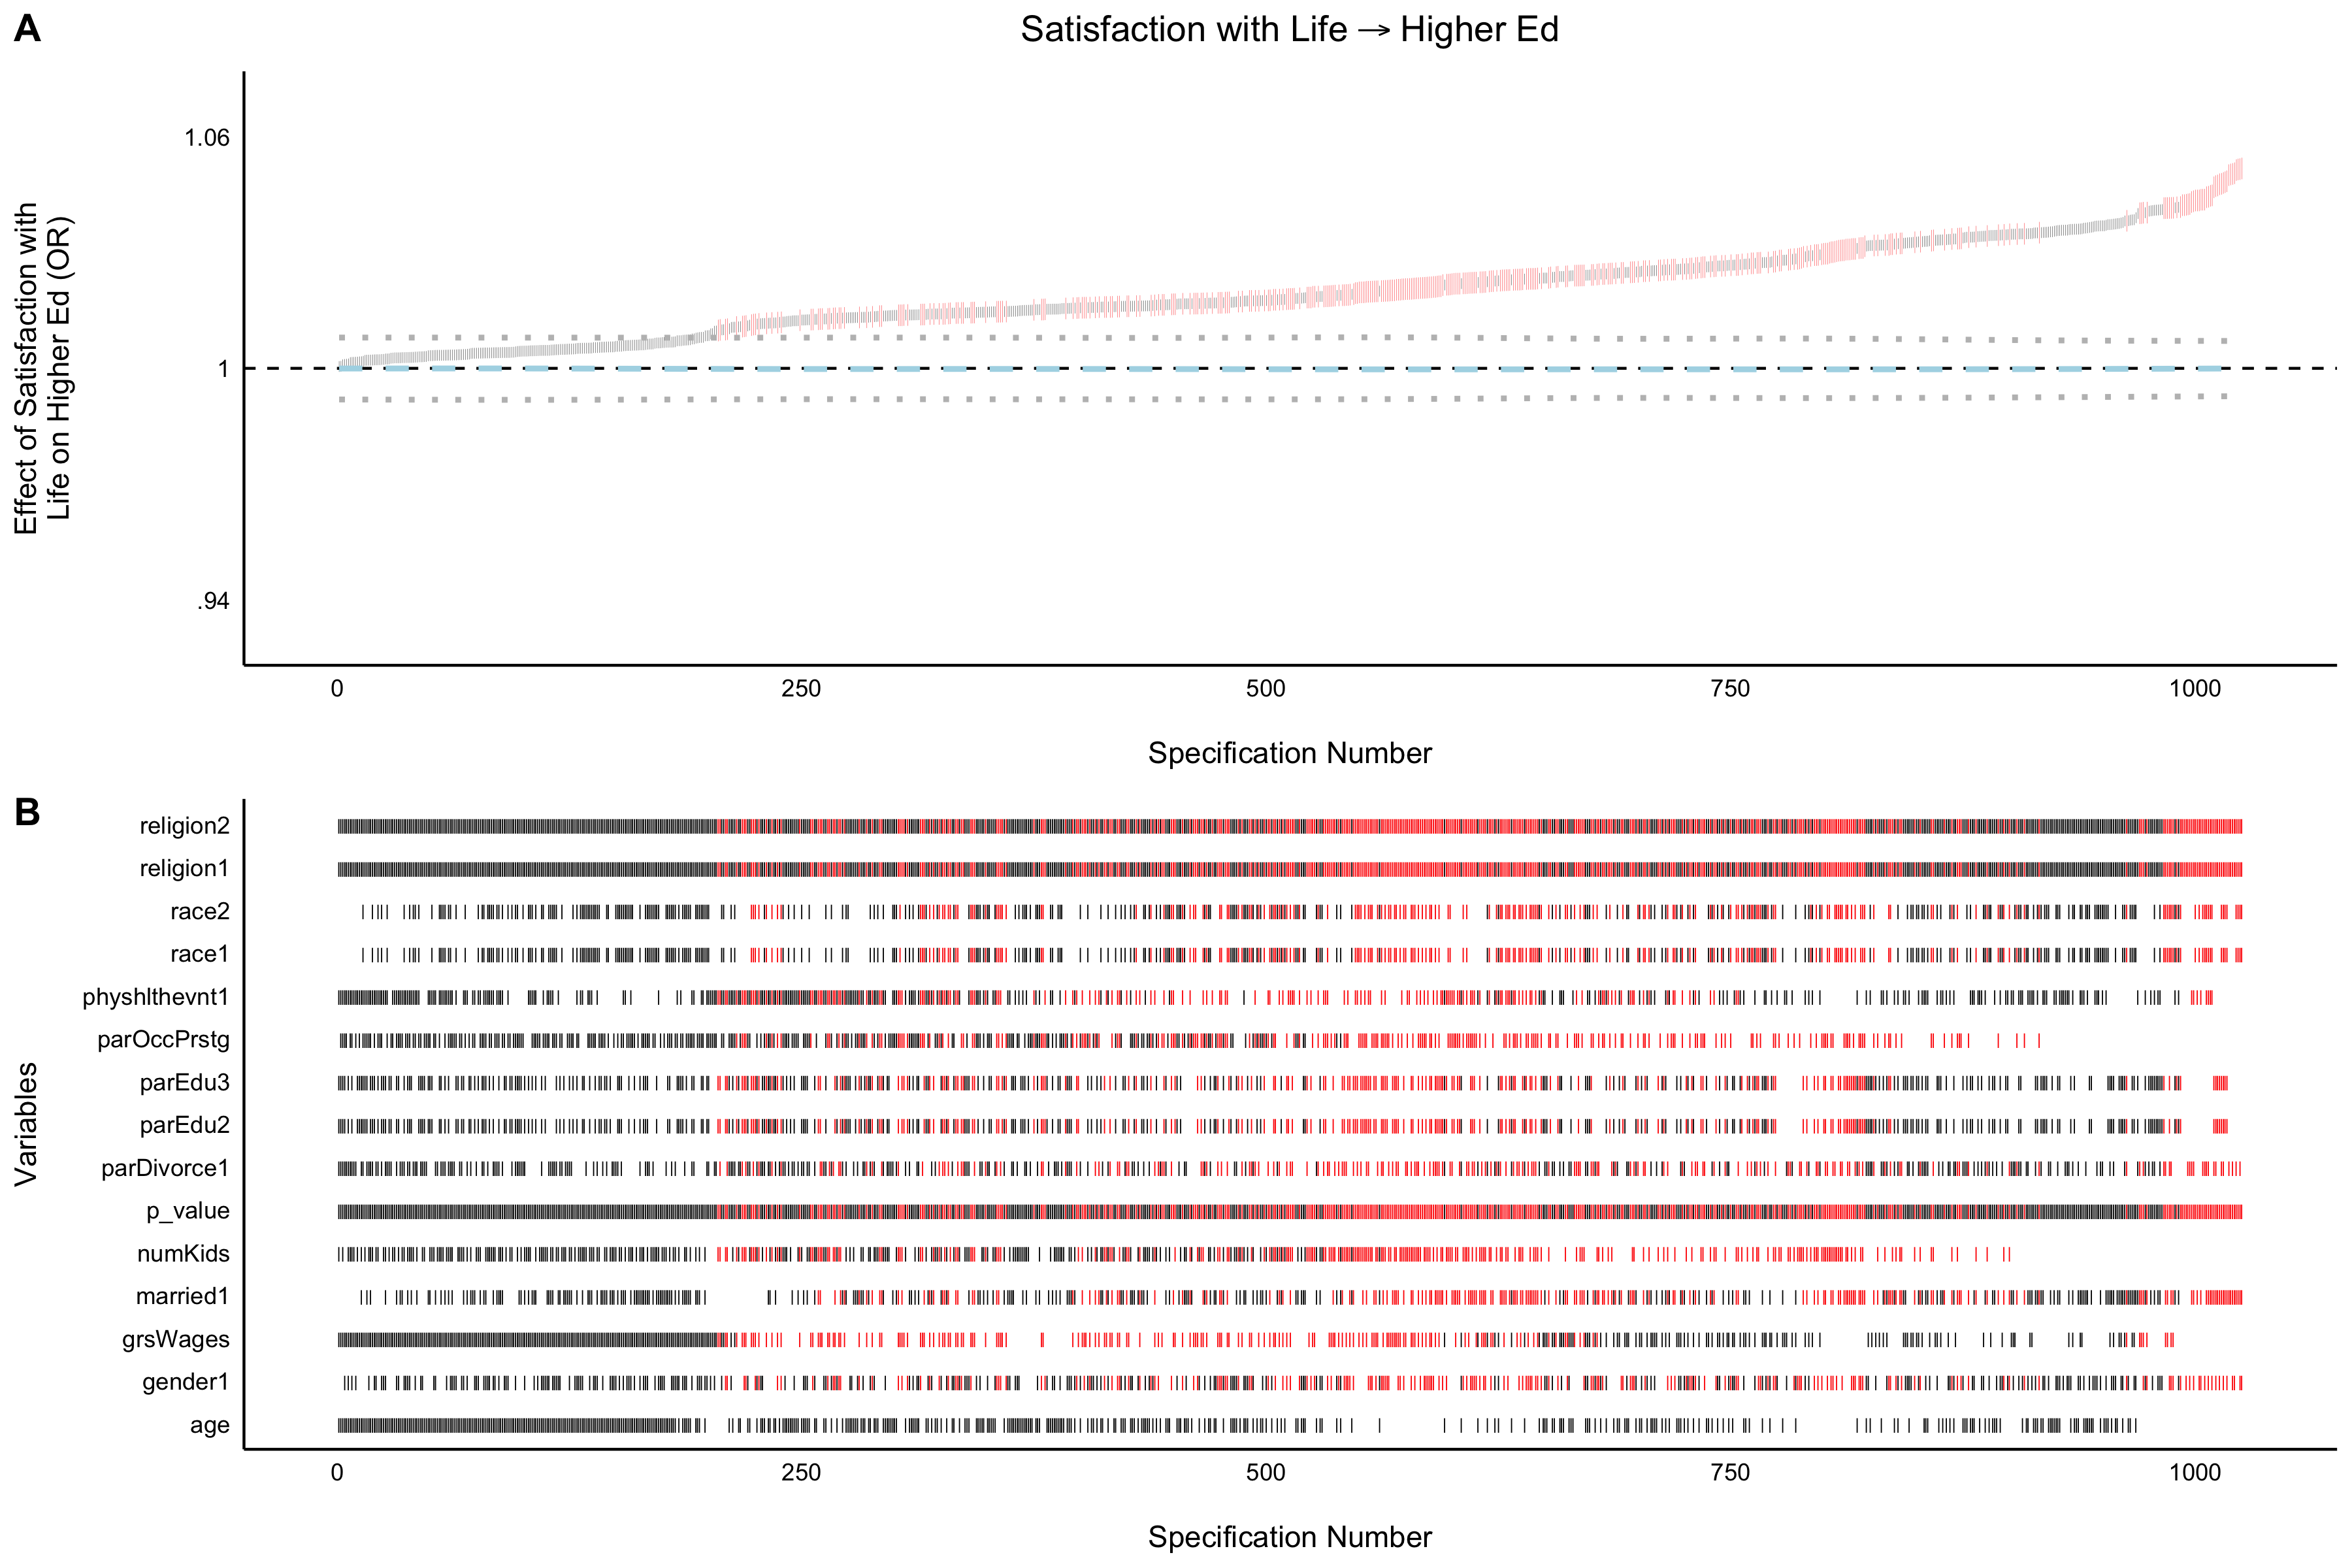 A
Satisfaction with Life → Higher Ed
Effect of Satisfaction with
Life on Higher Ed (OR)
1.06
1
.94
0 250 500 750 1000
Specification Number
B
Variables
religion2
religion1
race2
race1
physhlthevnt1
parOccPrstg
parEdu3
parEdu2
parDivorce1
p_value
numKids
married1
grsWages
gender1
age
0 250 500 750 1000
Specification Number